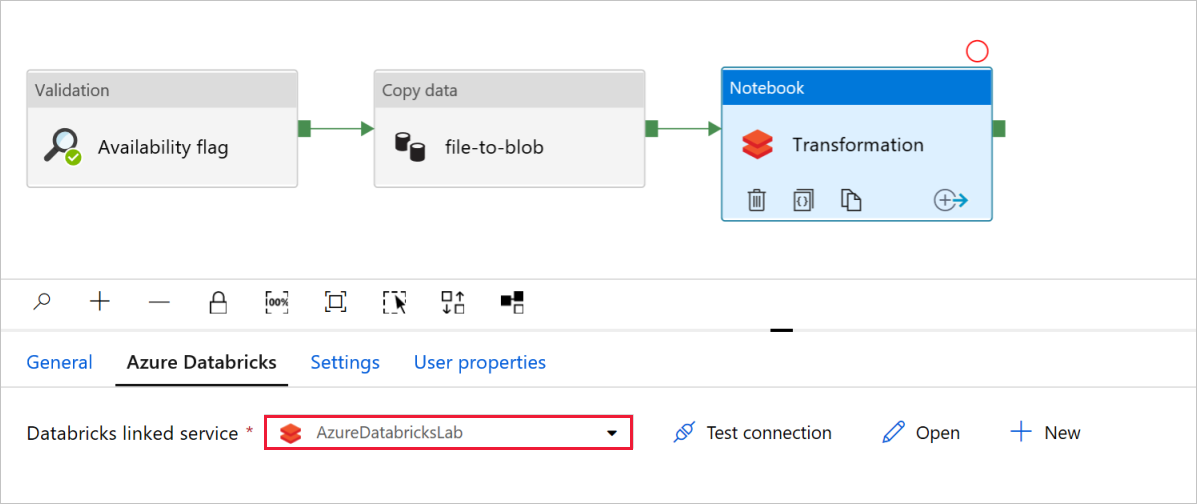 Validation
Availability flag
Copy data
file-to-blob
Notebook
Transformation
100%
General Azure Databricks Settings User properties
Databricks linked service * AzureDatabricksLab Test connection Open New